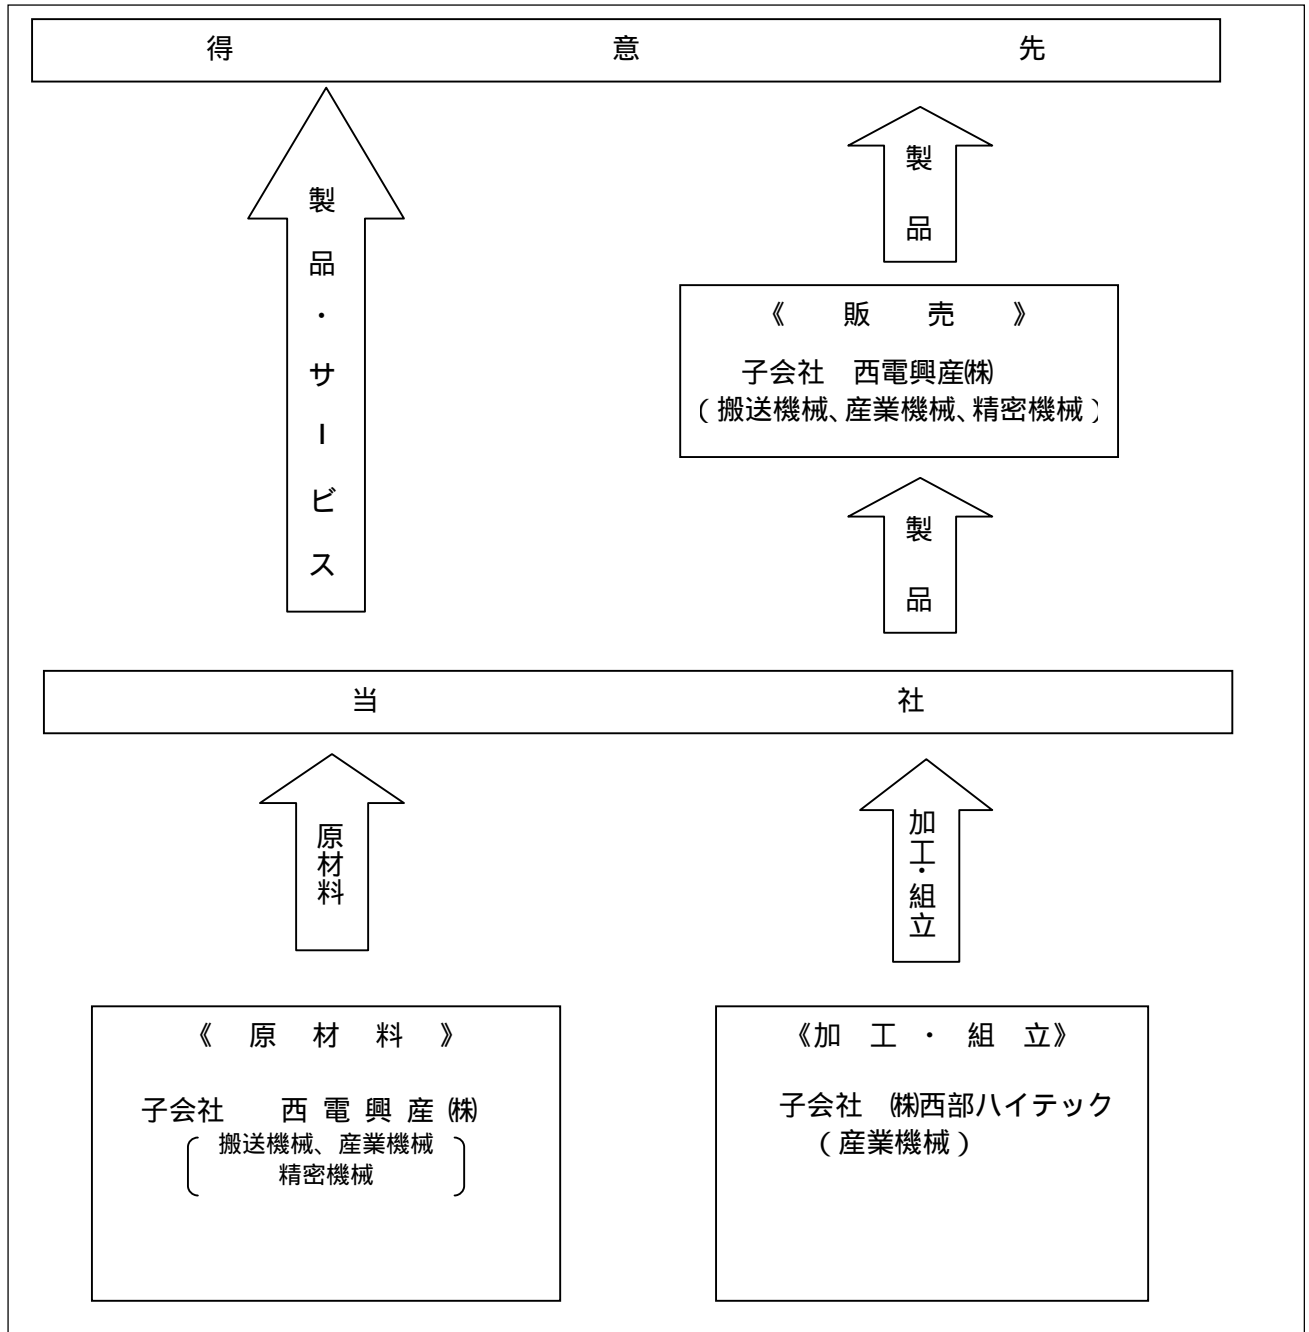 得意先
製品・サービス
製品
《販売》
子会社 西電興産㈱
(搬送機械、産業機械、精密機械)
製品
当社
原材料
加工・組立
《原材料》
子会社 西電興産㈱
搬送機械、産業機械
精密機械
《加工・組立》
子会社 ㈱西部ハイテック
(産業機械)